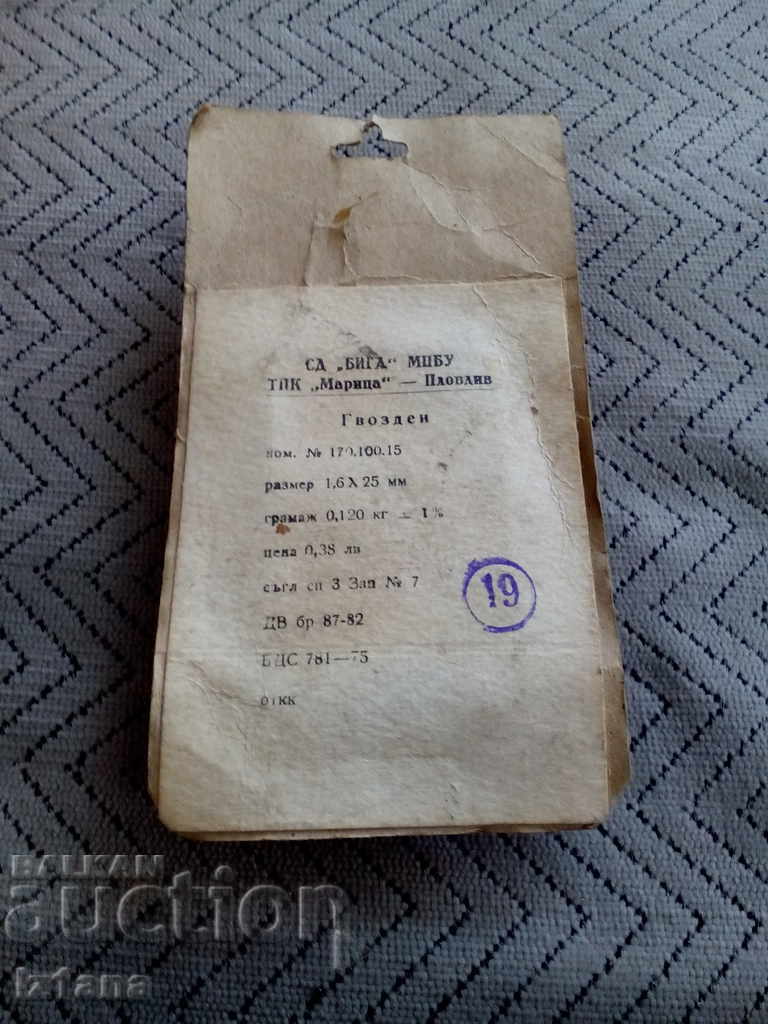 СД „БИГА“ МПБУ
ТПК „Марица“ — Пловдив
Гвоздеи
ном. № 170.100.15
размер 1,6 X 25 мм
грамаж 0,120 кг ± 1%
цена 0,38 лв
съгл сп 3 Зап № 7
19
ДВ бр 87-82
БДС 781—75
ОТКК
BALKAN
auction
Iziana